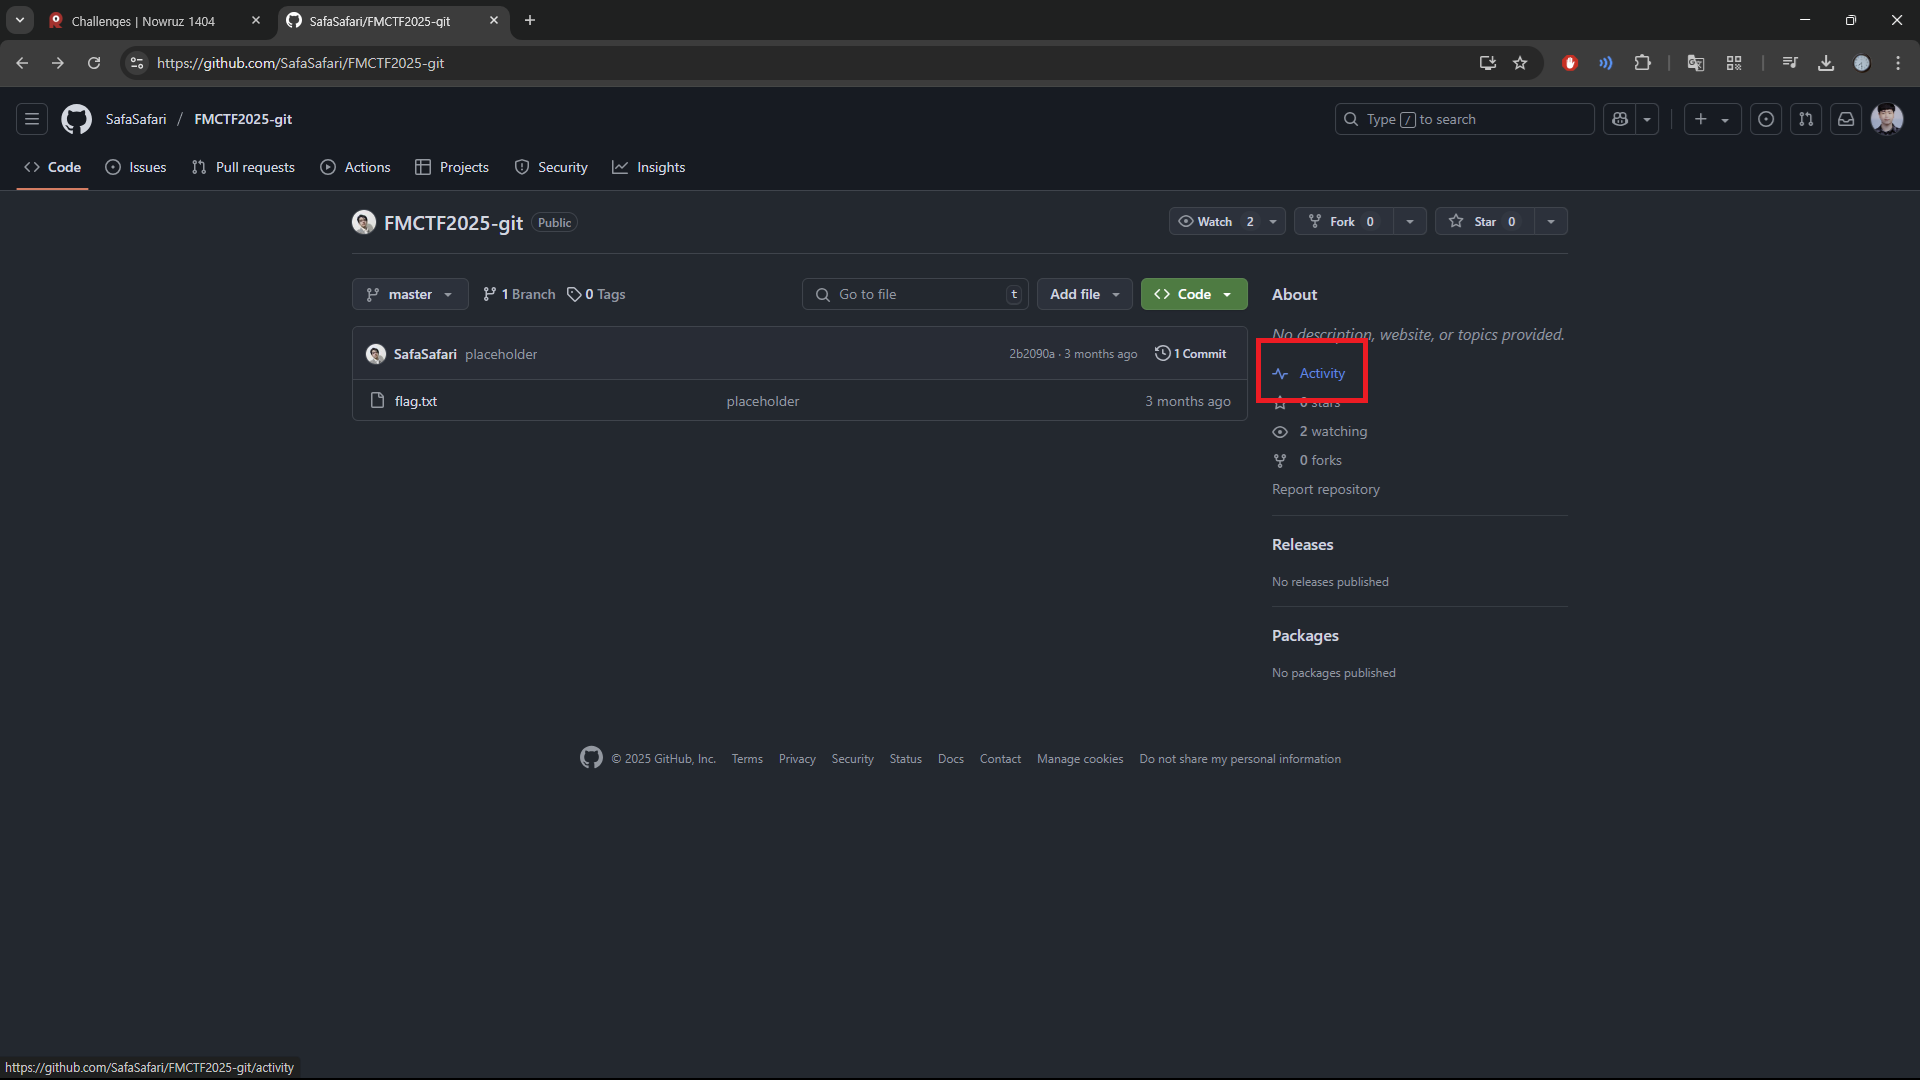 Challenges | Nowruz 1404
SafaSafari/FMCTF2025-git
https://github.com/SafaSafari/FMCTF2025-git
SafaSafari / FMCTF2025-git
Type / to search
Code Issues Pull requests Actions Projects Security Insights
FMCTF2025-git Public
Watch 2 Fork 0 Star 0
master 1 Branch 0 Tags Go to file t Add file Code
SafaSafari placeholder 2b2090a · 3 months ago 1 Commit
flag.txt placeholder 3 months ago
About
No description, website, or topics provided.
Activity
0 stars
2 watching
0 forks
Report repository
Releases
No releases published
Packages
No packages published
© 2025 GitHub, Inc. Terms Privacy Security Status Docs Contact Manage cookies Do not share my personal information
https://github.com/SafaSafari/FMCTF2025-git/activity